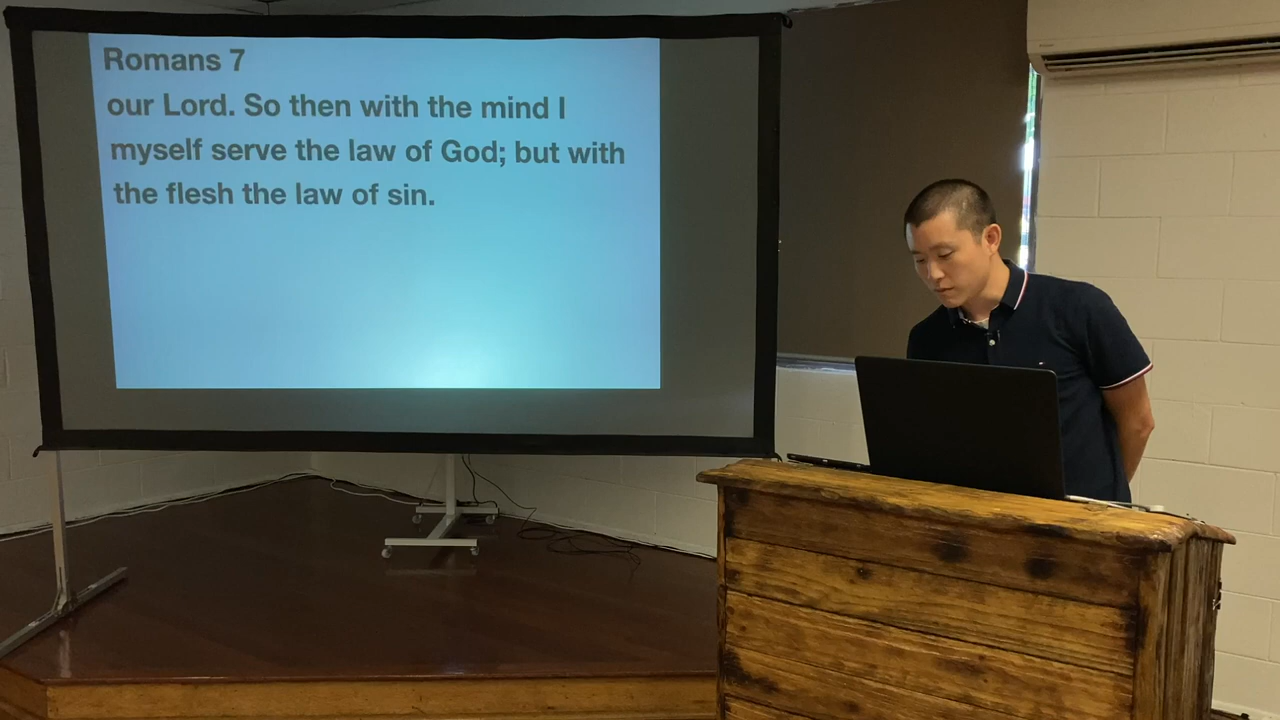 Romans 7
our Lord. So then with the mind I
myself serve the law of God; but with
the flesh the law of sin.